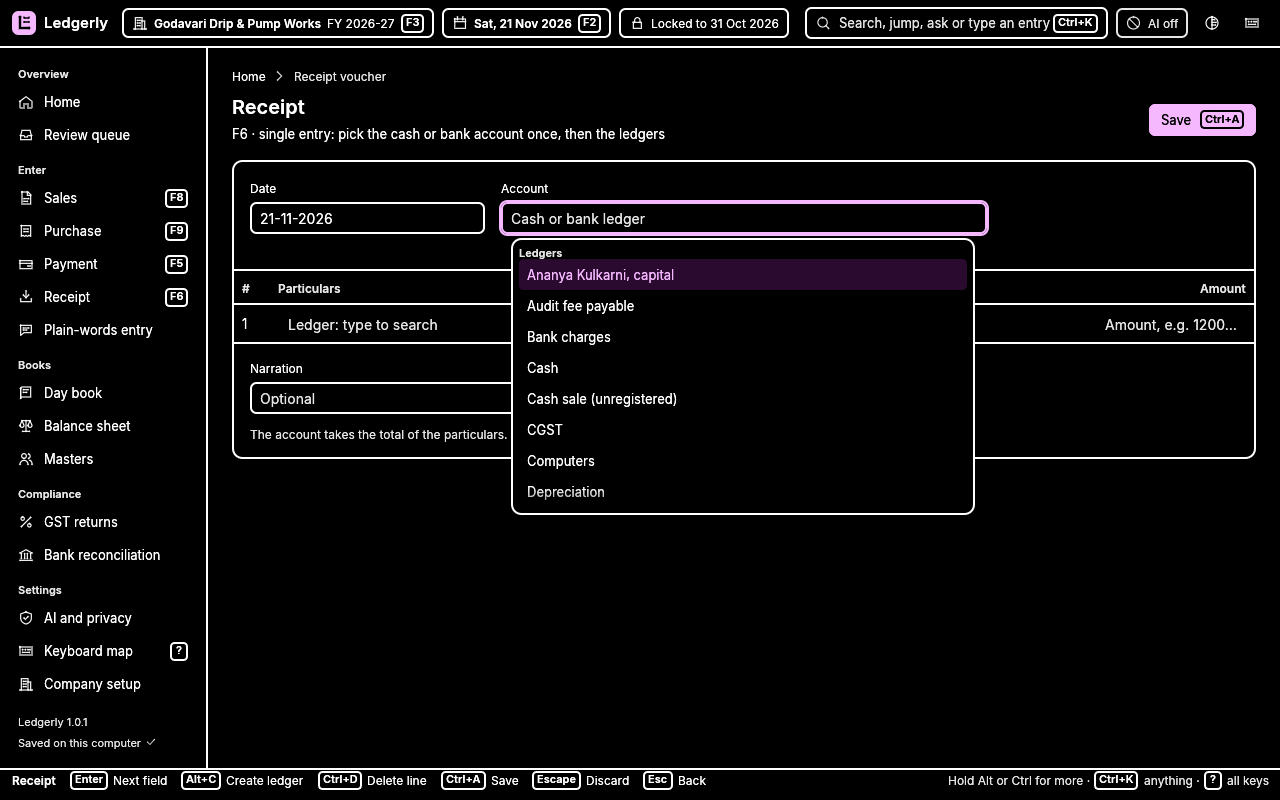 Ledgerly
Godavari Drip & Pump Works FY 2026-27 F3
Sat, 21 Nov 2026 F2
Locked to 31 Oct 2026
Search, jump, ask or type an entry Ctrl+K
AI off
Overview
Home
Review queue
Enter
Sales F8
Purchase F9
Payment F5
Receipt F6
Plain-words entry
Books
Day book
Balance sheet
Masters
Compliance
GST returns
Bank reconciliation
Settings
AI and privacy
Keyboard map ?
Company setup
Ledgerly 1.0.1
Saved on this computer
Home Receipt voucher
Receipt
F6 · single entry: pick the cash or bank account once, then the ledgers
Save Ctrl+A
Date
21-11-2026
Account
Cash or bank ledger
Ledgers
Ananya Kulkarni, capital
Audit fee payable
Bank charges
Cash
Cash sale (unregistered)
CGST
Computers
Depreciation
# Particulars Amount
1 Ledger: type to search Amount, e.g. 1200...
Narration
Optional
The account takes the total of the particulars.
Receipt Enter Next field Alt+C Create ledger Ctrl+D Delete line Ctrl+A Save Escape Discard Esc Back
Hold Alt or Ctrl for more · Ctrl+K anything · ? all keys